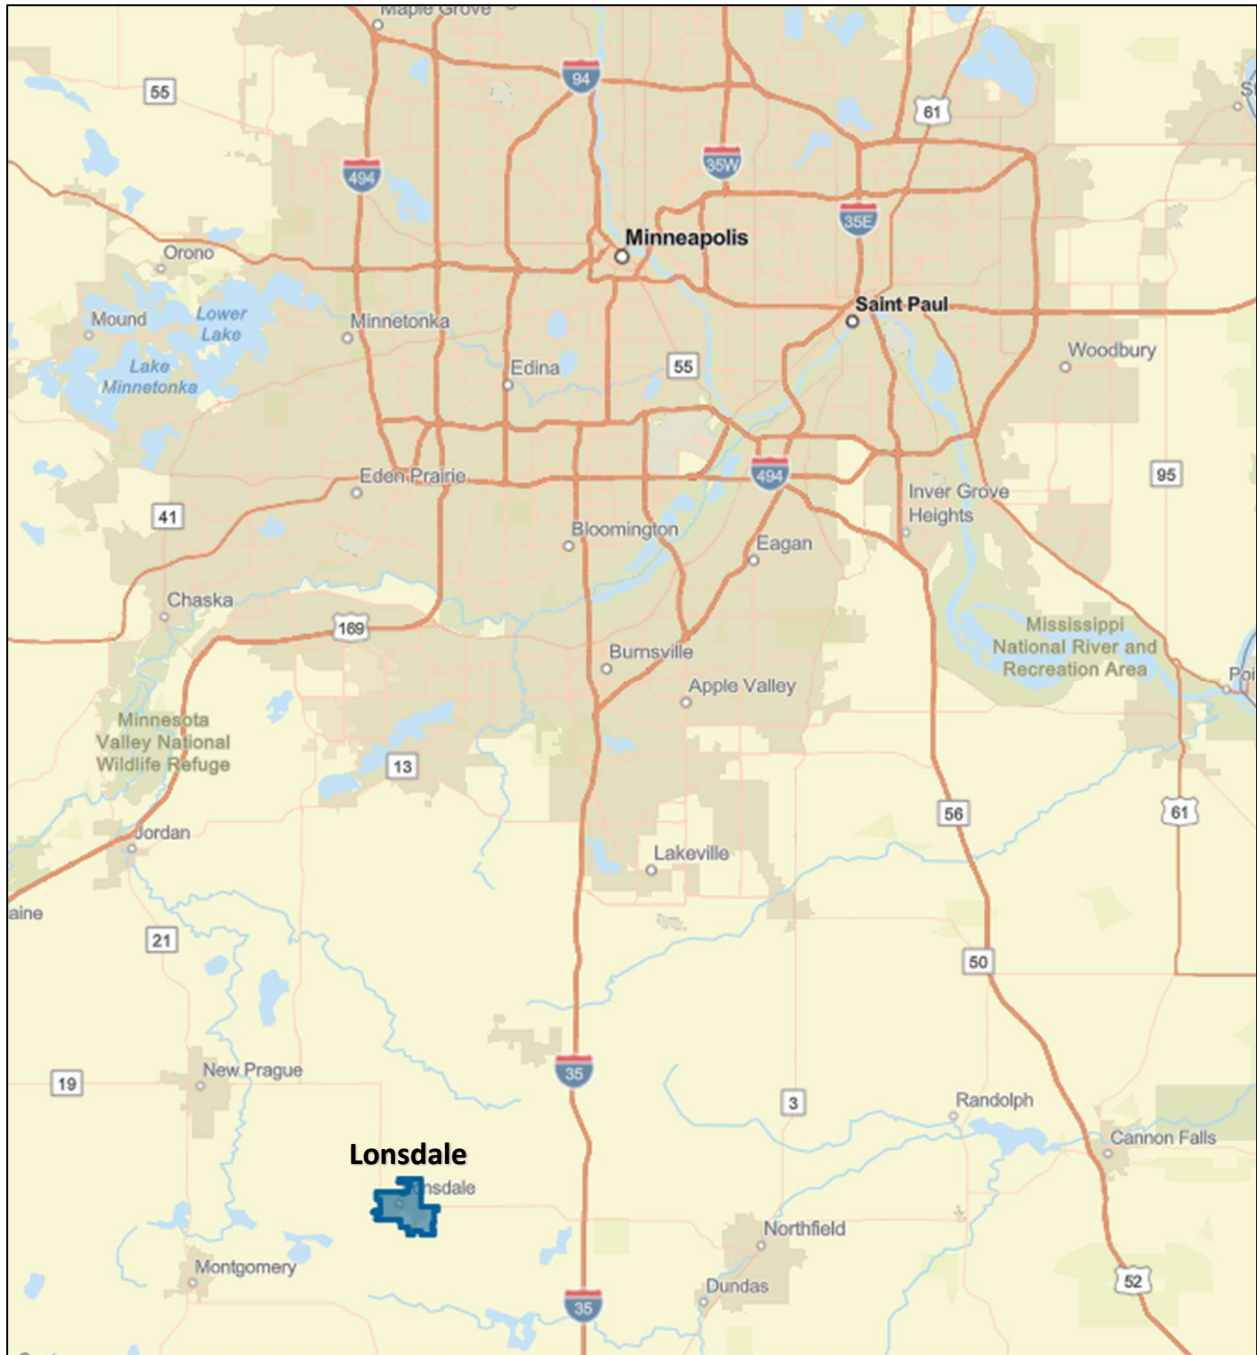 Maple Grove
94
55
61
35W
494
35E
Minneapolis
Orono
Lower
Lake
Saint Paul
Mound
Minnetonka
Lake
Minnetonka
Edina
55
Woodbury
Eden Prairie
494
95
41
Inver Grove
Heights
Bloomington
Eagan
Chaska
169
Mississippi
National River and
Recreation Area
Burnsville
Apple Valley
Poi
Minnesota
Valley National
Wildlife Refuge
13
56
61
Jordan
Lakeville
aine
21
50
New Prague
35
19
3
Randolph
Cannon Falls
Lonsdale
onsdale
Northfield
Montgomery
Dundas
52
35